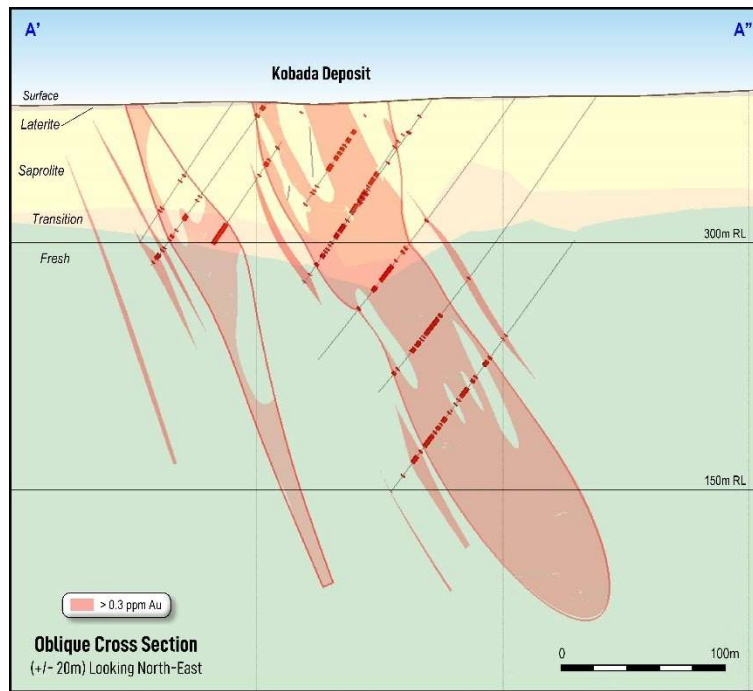 A'
A"
Kobada Deposit
Surface
Laterite
Saprolite
Transition
300m RL
Fresh
150m RL
> 0.3 ppm Au
Oblique Cross Section
(+/- 20m) Looking North-East
0
100m